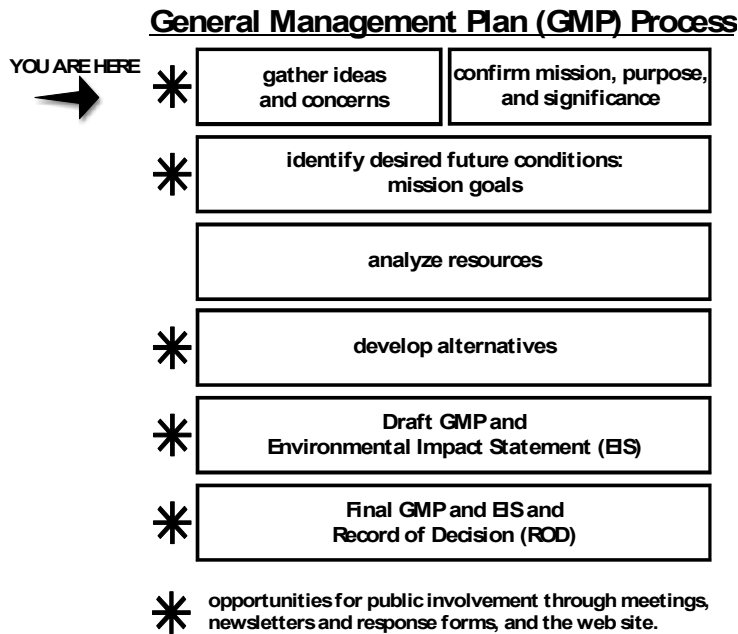 General Management Plan (GMP) Process
YOU ARE HERE
gather ideas
and concerns
confirm mission, purpose,
and significance
identify desired future conditions:
mission goals
analyze resources
develop alternatives
Draft GMP and
Environmental Impact Statement (EIS)
Final GMP and EIS and
Record of Decision (ROD)
opportunities for public involvement through meetings,
newsletters and response forms, and the web site.